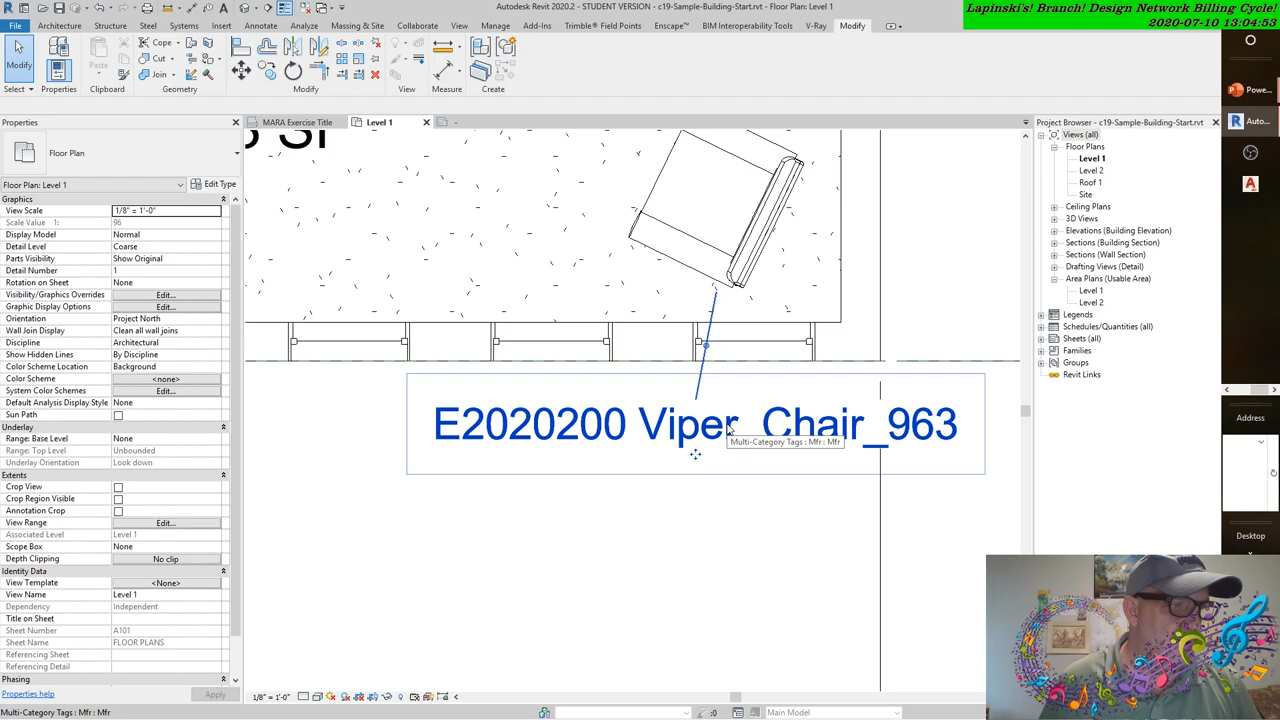 Autodesk Revit 2020.2 - STUDENT VERSION - c19-Sample-Building-Start.rvt - Floor Plan: Level 1
Lapinski's! Branch! Design Network Billing Cycle!
2020-07-10 13:04:53
File Architecture Structure Steel Systems Insert Annotate Analyze Massing & Site Collaborate View Manage Add-Ins Trimble® Field Points Enscape™ BIM Interoperability Tools V-Ray Modify
Modify
Properties
Paste
Cope
Cut
Join
Select Properties Clipboard Geometry Modify View Measure Create
Properties
MARA Exercise Title
Level 1
Project Browser - c19-Sample-Building-Start.rvt
Floor Plan
Floor Plan: Level 1
Edit Type
Graphics
View Scale 1/8" = 1'-0"
Scale Value 1: 96
Display Model Normal
Detail Level Coarse
Parts Visibility Show Original
Detail Number 1
Rotation on Sheet None
Visibility/Graphics Overrides Edit...
Graphic Display Options Edit...
Orientation Project North
Wall Join Display Clean all wall joins
Discipline Architectural
Show Hidden Lines By Discipline
Color Scheme Location Background
Color Scheme <none>
System Color Schemes Edit...
Default Analysis Display Style None
Sun Path
Underlay
Range: Base Level None
Range: Top Level Unbounded
Underlay Orientation Look down
Extents
Crop View
Crop Region Visible
Annotation Crop
View Range Edit...
Associated Level Level 1
Scope Box None
Depth Clipping No clip
Identity Data
View Template <None>
View Name Level 1
Dependency Independent
Title on Sheet
Sheet Number A101
Sheet Name FLOOR PLANS
Referencing Sheet
Referencing Detail
Phasing
Properties help
Apply
E2020200 Viper_Chair_963
Multi-Category Tags : Mfr : Mfr
Views (all)
Floor Plans
Level 1
Level 2
Roof 1
Site
Ceiling Plans
3D Views
Elevations (Building Elevation)
Sections (Building Section)
Sections (Wall Section)
Drafting Views (Detail)
Area Plans (Usable Area)
Level 1
Level 2
Legends
Schedules/Quantities (all)
Sheets (all)
Families
Groups
Revit Links
Powe...
Auto...
Address
Desktop
1/8" = 1'-0"
Multi-Category Tags : Mfr : Mfr
:0
Main Model